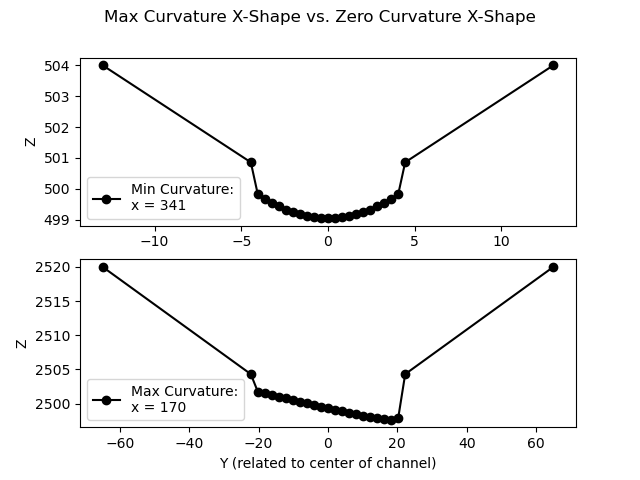 Max Curvature X-Shape vs. Zero Curvature X-Shape
504
503
502
501
500
499
Z
Min Curvature:
x = 341
−10
−5
0
5
10
2520
2515
2510
2505
2500
Z
Max Curvature:
x = 170
−60
−40
−20
0
20
40
60
Y (related to center of channel)